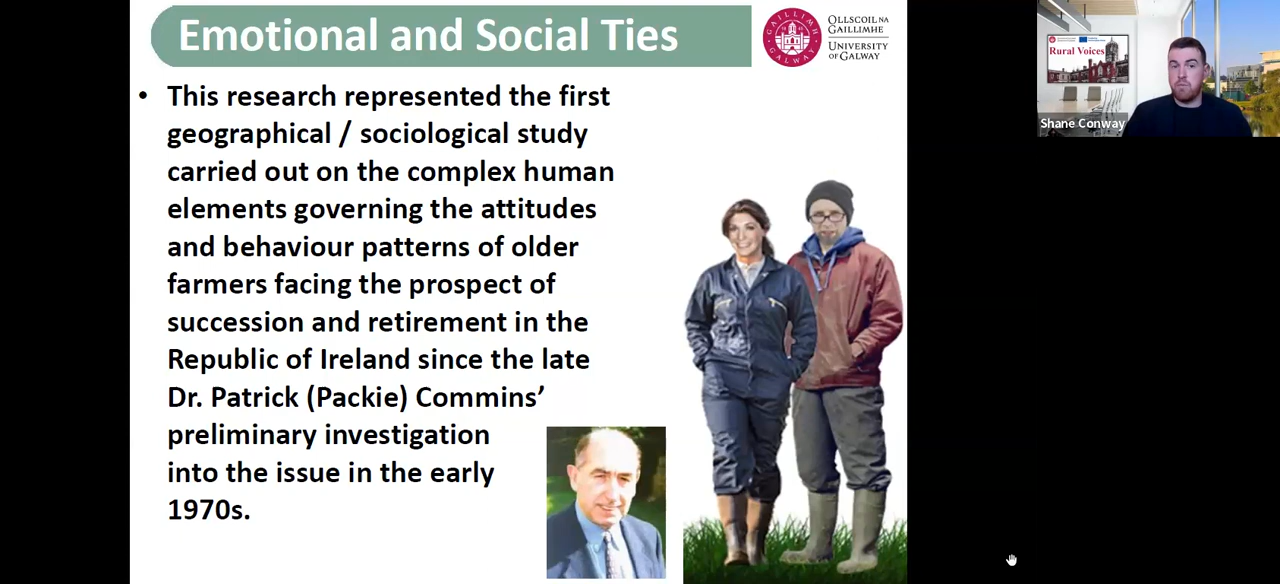 Emotional and Social Ties
OLLSCOIL NA
GAILLIMHE
UNIVERSITY
OF GALWAY
• This research represented the first
geographical / sociological study
carried out on the complex human
elements governing the attitudes
and behaviour patterns of older
farmers facing the prospect of
succession and retirement in the
Republic of Ireland since the late
Dr. Patrick (Packie) Commins’
preliminary investigation
into the issue in the early
1970s.
Rural Voices
Shane Conway